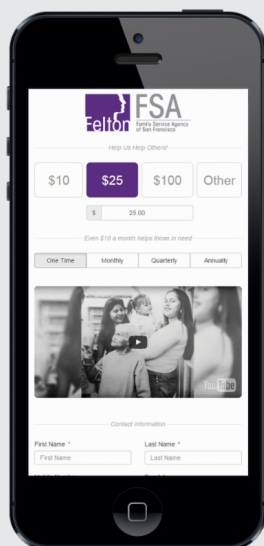 Felton
FSA
Family Service Agency
of San Francisco
Help Us Help Others!
$10 $25 $100 Other
$ 25.00
Even $10 a month helps those in need
One Time Monthly Quarterly Annually
YouTube
Contact Information
First Name * Last Name *
First Name Last Name